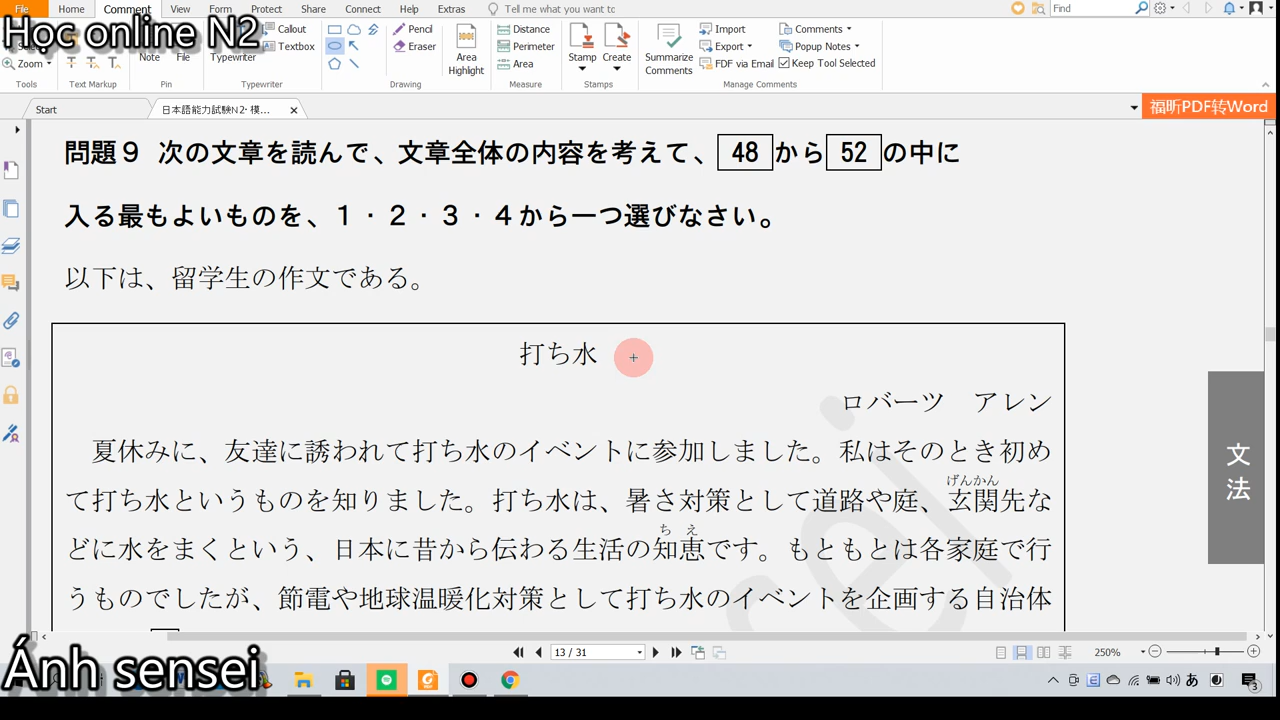 File Home Comment View Form Protect Share Connect Help Extras Tell me what you want tc Find
Học online N2
Callout Pencil Distance Import Comments
Textbox Eraser Perimeter Export Popup Notes
Zoom Typewriter Note File Area Highlight Area Stamp Create Summarize Comments FDF via Email Keep Tool Selected
Tools Text Markup Pin Typewriter Drawing Measure Stamps Manage Comments
Start 日本語能力試験N2・模... 福昕PDF转Word
問題９ 次の文章を読んで、文章全体の内容を考えて、 48 から 52 の中に
入る最もよいものを、１・２・３・４から一つ選びなさい。
以下は、留学生の作文である。
打ち水
ロバーツ　アレン
夏休みに、友達に誘われて打ち水のイベントに参加しました。私はそのとき初め
げんかん
て打ち水というものを知りました。打ち水は、暑さ対策として道路や庭、玄関先な
ちえ
どに水をまくという、日本に昔から伝わる生活の知恵です。もともとは各家庭で行
うものでしたが、節電や地球温暖化対策として打ち水のイベントを企画する自治体
文法
Ánh sensei
13 / 31
250%
あ
3